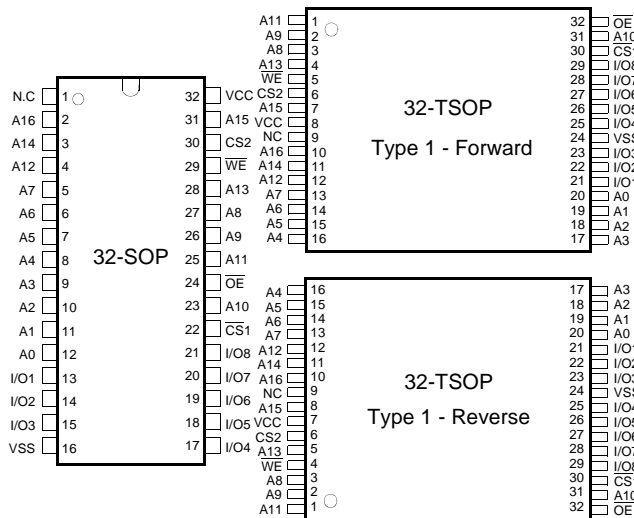 N.C 1 32 VCC
A16 2 31 A15
A14 3 30 CS2
A12 4 29 W̅E̅
A7 5 28 A13
A6 6 27 A8
A5 7 26 A9
A4 8 25 A11
A3 9 24 O̅E̅
A2 10 23 A10
A1 11 22 C̅S̅1
A0 12 21 I/O8
I/O1 13 20 I/O7
I/O2 14 19 I/O6
I/O3 15 18 I/O5
VSS 16 17 I/O4
32-SOP
A11 1 32 O̅E̅
A9 2 31 A10
A8 3 30 C̅S̅1
A13 4 29 I/O8
W̅E̅ 5 28 I/O7
CS2 6 27 I/O6
A15 7 26 I/O5
VCC 8 25 I/O4
NC 9 24 VSS
A16 10 23 I/O3
A14 11 22 I/O2
A12 12 21 I/O1
A7 13 20 A0
A6 14 19 A1
A5 15 18 A2
A4 16 17 A3
32-TSOP
Type 1 - Forward
A4 16 17 A3
A5 15 18 A2
A6 14 19 A1
A7 13 20 A0
A12 12 21 I/O1
A14 11 22 I/O2
A16 10 23 I/O3
NC 9 24 VSS
A15 8 25 I/O4
VCC 7 26 I/O5
CS2 6 27 I/O6
A13 5 28 I/O7
W̅E̅ 4 29 I/O8
A8 3 30 C̅S̅1
A9 2 31 A10
A11 1 32 O̅E̅
32-TSOP
Type 1 - Reverse